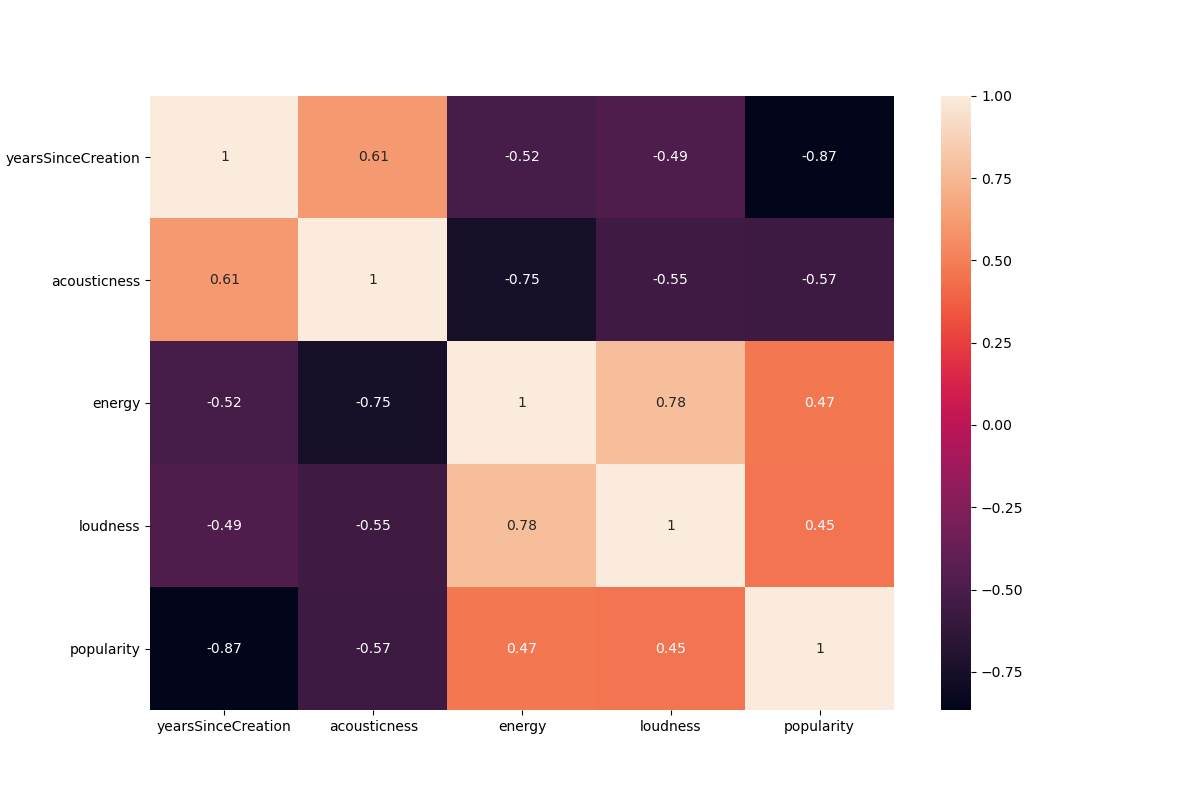 yearsSinceCreation 1 0.61 -0.52 -0.49 -0.87
acousticness 0.61 1 -0.75 -0.55 -0.57
energy -0.52 -0.75 1 0.78 0.47
loudness -0.49 -0.55 0.78 1 0.45
popularity -0.87 -0.57 0.47 0.45 1
yearsSinceCreation acousticness energy loudness popularity
1.00
0.75
0.50
0.25
0.00
−0.25
−0.50
−0.75